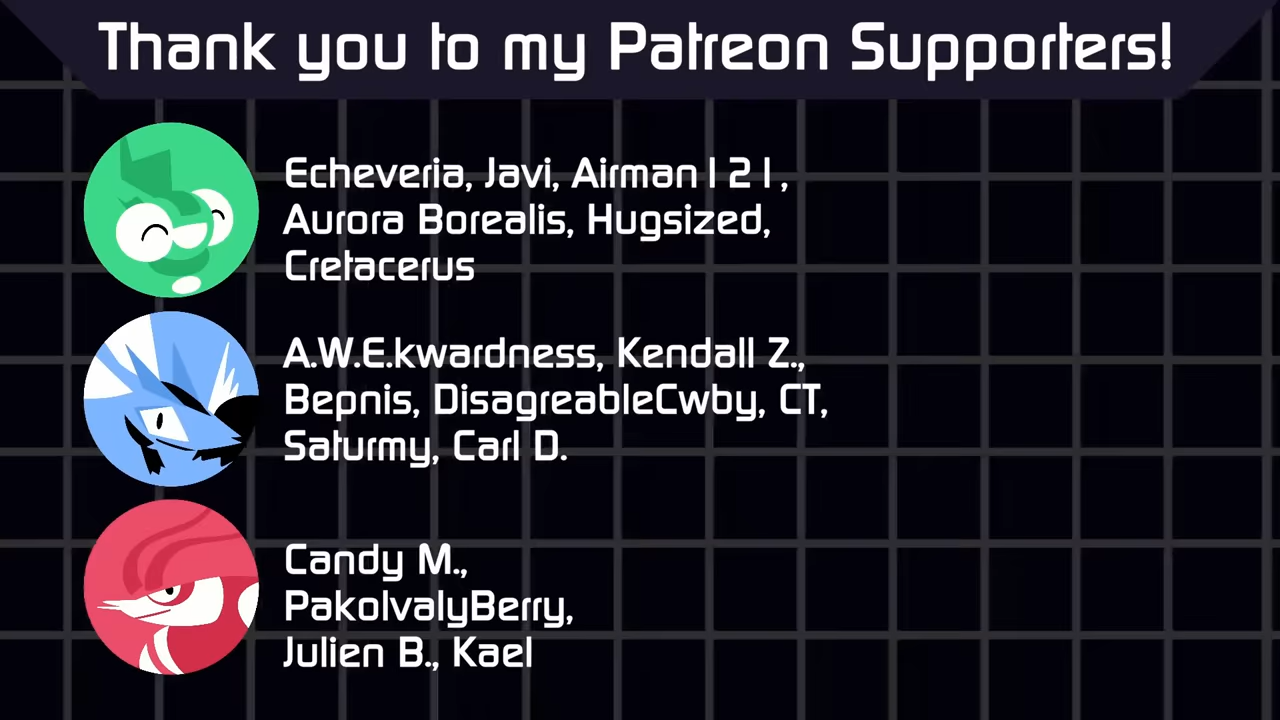 Thank you to my Patreon Supporters!
Echeveria, Javi, Airman121,
Aurora Borealis, Hugsized,
Cretacerus
A.W.E.kwardness, Kendall Z.,
Bepnis, DisagreableCwby, CT,
Saturmy, Carl D.
Candy M.,
PakolvalyBerry,
Julien B., Kael